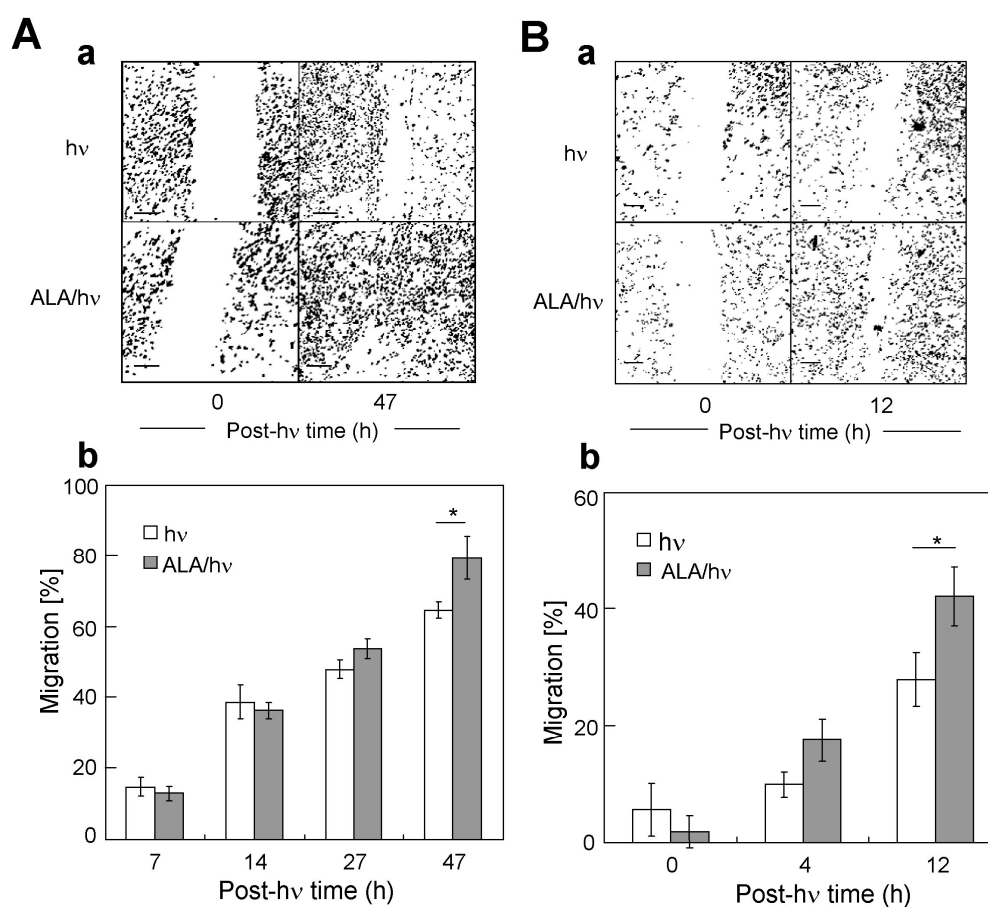 A
a
hν
ALA/hν
0 47
Post-hν time (h)
b
100
80
60
40
20
0
Migration [%]
hν
ALA/hν
*
7 14 27 47
Post-hν time (h)
B
a
hν
ALA/hν
0 12
Post-hν time (h)
b
60
40
20
0
Migration [%]
hν
ALA/hν
*
0 4 12
Post-hν time (h)